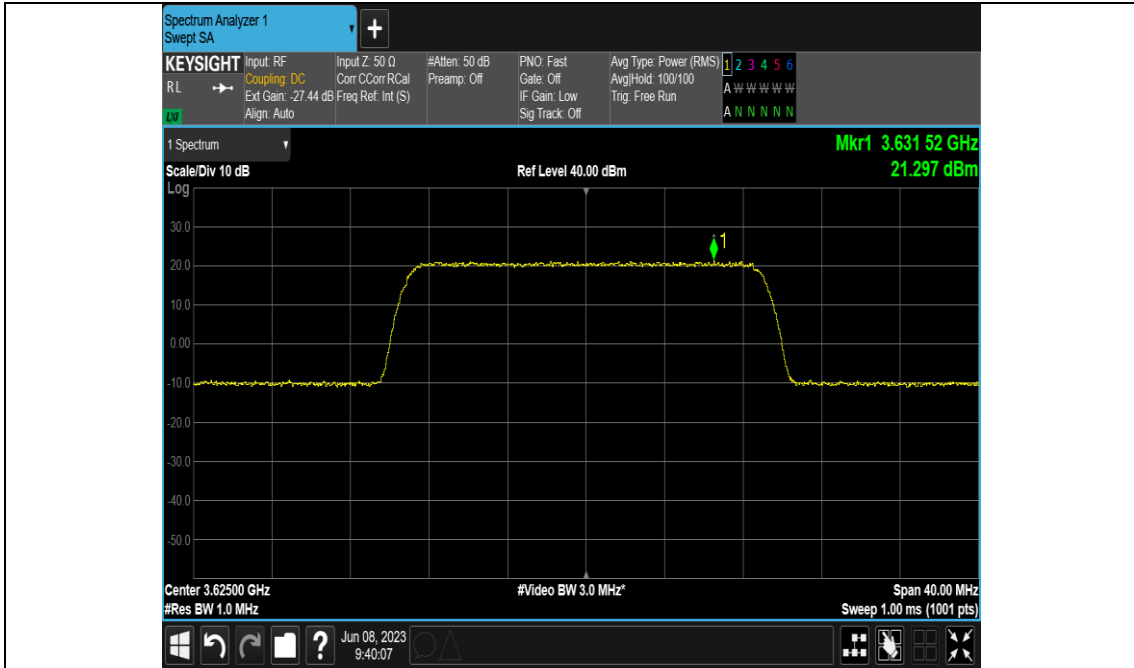 Spectrum Analyzer 1
Swept SA
+
KEYSIGHT
RL
LXI
Input: RF
Coupling: DC
Ext Gain: -27.44 dB
Align: Auto
Input Z: 50 Ω
Corr CCorr RCal
Freq Ref: Int (S)
#Atten: 50 dB
Preamp: Off
PNO: Fast
Gate: Off
IF Gain: Low
Sig Track: Off
Avg Type: Power (RMS)
Avg|Hold: 100/100
Trig: Free Run
1 2 3 4 5 6
A W W W W W
A N N N N N
1 Spectrum
Mkr1 3.631 52 GHz
21.297 dBm
Scale/Div 10 dB
Ref Level 40.00 dBm
Log
30.0
20.0
10.0
0.00
-10.0
-20.0
-30.0
-40.0
-50.0
1
Center 3.62500 GHz
#Video BW 3.0 MHz*
Span 40.00 MHz
#Res BW 1.0 MHz
Sweep 1.00 ms (1001 pts)
?
Jun 08, 2023
9:40:07